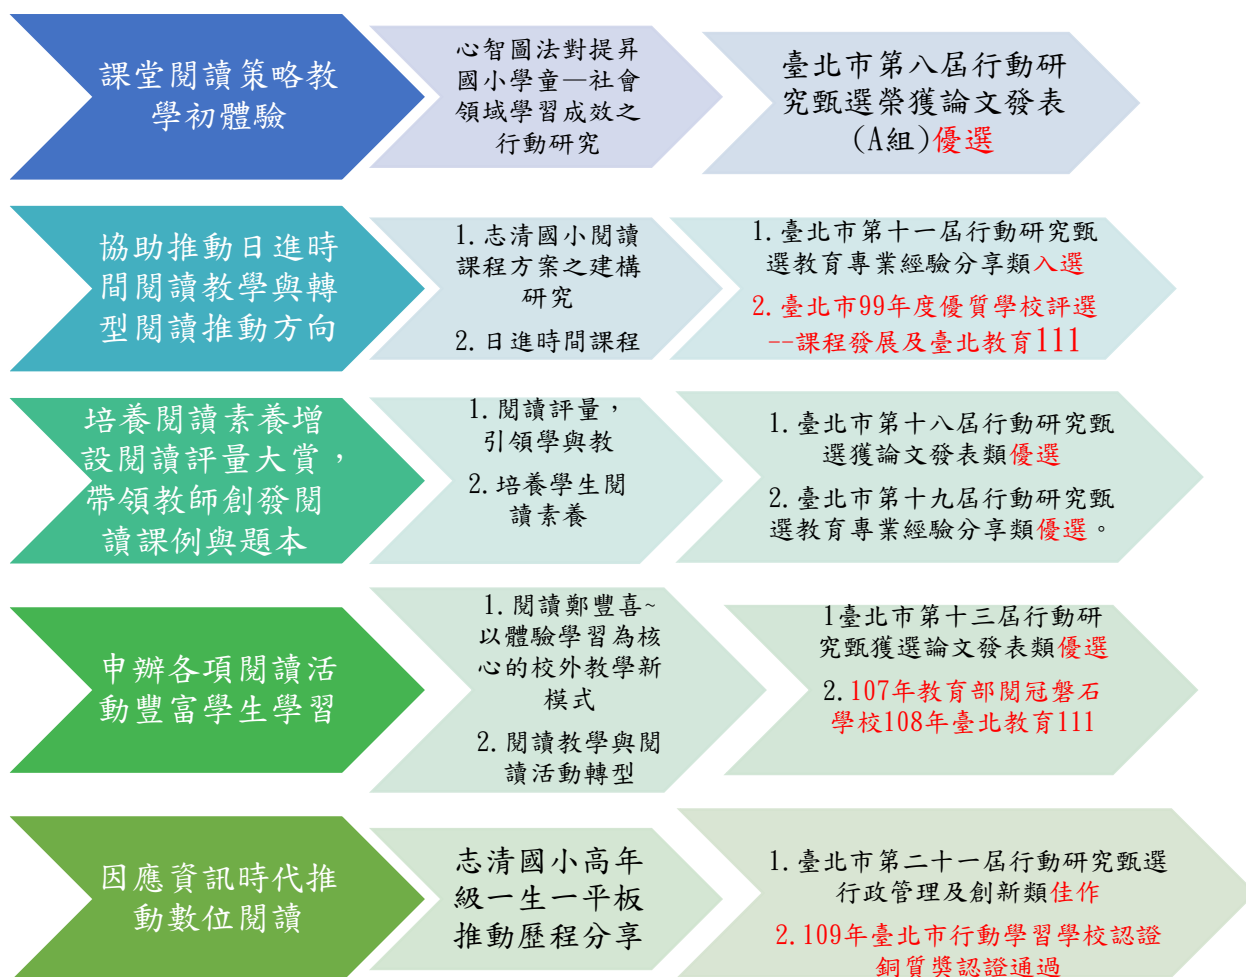 課堂閱讀策略教
學初體驗
心智圖法對提昇
國小學童—社會
領域學習成效之
行動研究
臺北市第八屆行動研
究甄選榮獲論文發表
(A組)優選
協助推動日進時
間閱讀教學與轉
型閱讀推動方向
1.志清國小閱讀
課程方案之建構
研究
2.日進時間課程
1.臺北市第十一屆行動研究甄
選教育專業經驗分享類入選
2.臺北市99年度優質學校評選
--課程發展及臺北教育111
培養閱讀素養增
設閱讀評量大賞，
帶領教師創發閱
讀課例與題本
1.閱讀評量，
引領學與教
2.培養學生閱
讀素養
1.臺北市第十八屆行動研究甄
選獲論文發表類優選
2.臺北市第十九屆行動研究甄
選教育專業經驗分享類優選。
申辦各項閱讀活
動豐富學生學習
1.閱讀鄭豐喜~
以體驗學習為核
心的校外教學新
模式
2.閱讀教學與閱
讀活動轉型
1臺北市第十三屆行動研
究甄獲選論文發表類優選
2.107年教育部閱冠磐石
學校108年臺北教育111
因應資訊時代推
動數位閱讀
志清國小高年
級一生一平板
推動歷程分享
1.臺北市第二十一屆行動研究甄選
行政管理及創新類佳作
2.109年臺北市行動學習學校認證
銅質獎認證通過